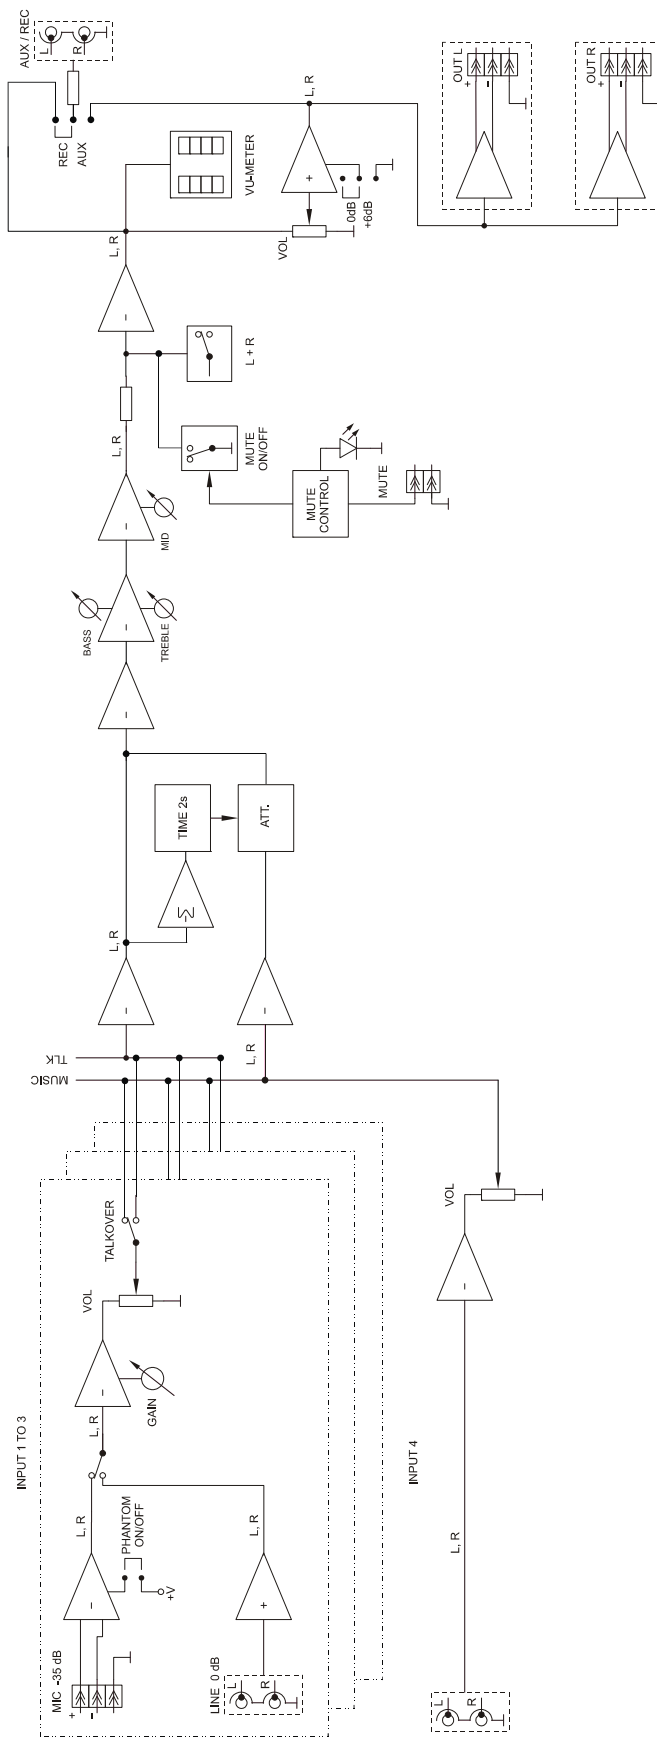 INPUT 1 TO 3
MIC -35 dB
+
−
L, R
PHANTOM
ON/OFF
+V
LINE 0 dB
L
R
+
L, R
L, R
−
GAIN
VOL
TALKOVER
INPUT 4
L
R
L, R
−
VOL
MUSIC
TLK
L, R
−
−
L, R
Σ
TIME 2s
ATT.
−
BASS
−
TREBLE
−
MID
L, R
MUTE
ON/OFF
L + R
MUTE
CONTROL
MUTE
−
L, R
VU-METER
VOL
+
0dB
+6dB
L, R
REC
AUX
AUX / REC
L
R
OUT L
+
−
OUT R
+
−